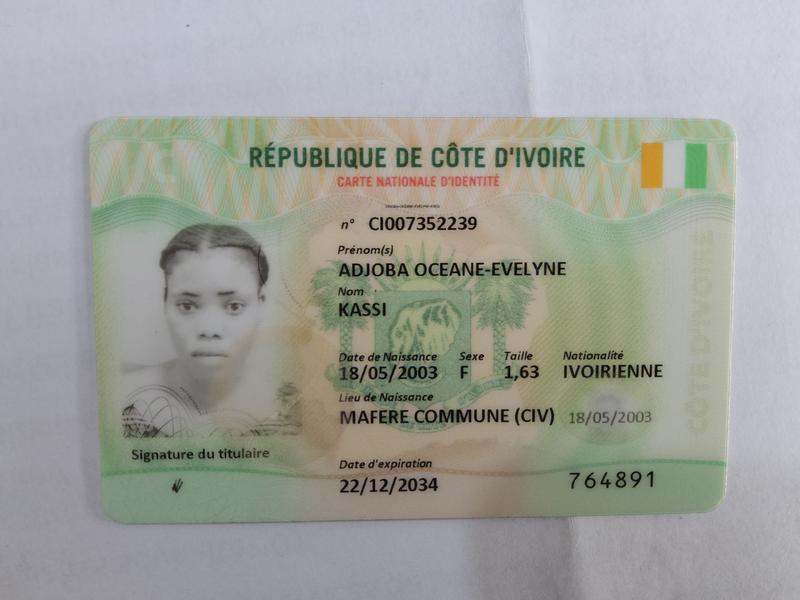 RÉPUBLIQUE DE CÔTE D'IVOIRE
CARTE NATIONALE D'IDENTITÉ
n° CI007352239
Prénom(s)
ADJOBA OCEANE-EVELYNE
Nom
KASSI
Date de Naissance Sexe Taille Nationalité
18/05/2003 F 1,63 IVOIRIENNE
Lieu de Naissance
MAFERE COMMUNE (CIV) 18/05/2003
Signature du titulaire
Date d'expiration
22/12/2034 764891
CÔTE D'IVOIRE